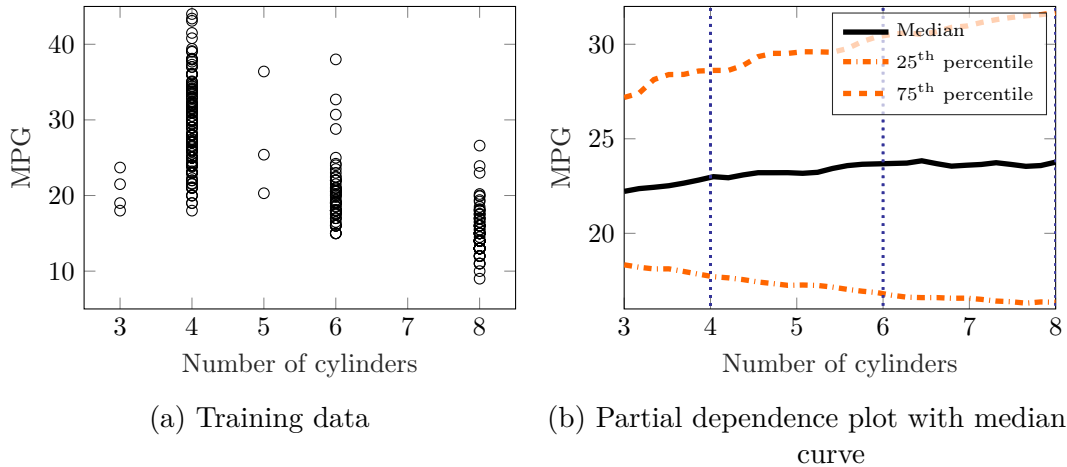 40
30
20
10
MPG
3 4 5 6 7 8
Number of cylinders
(a) Training data
30
25
20
MPG
Median
25th percentile
75th percentile
3 4 5 6 7 8
Number of cylinders
(b) Partial dependence plot with median
curve